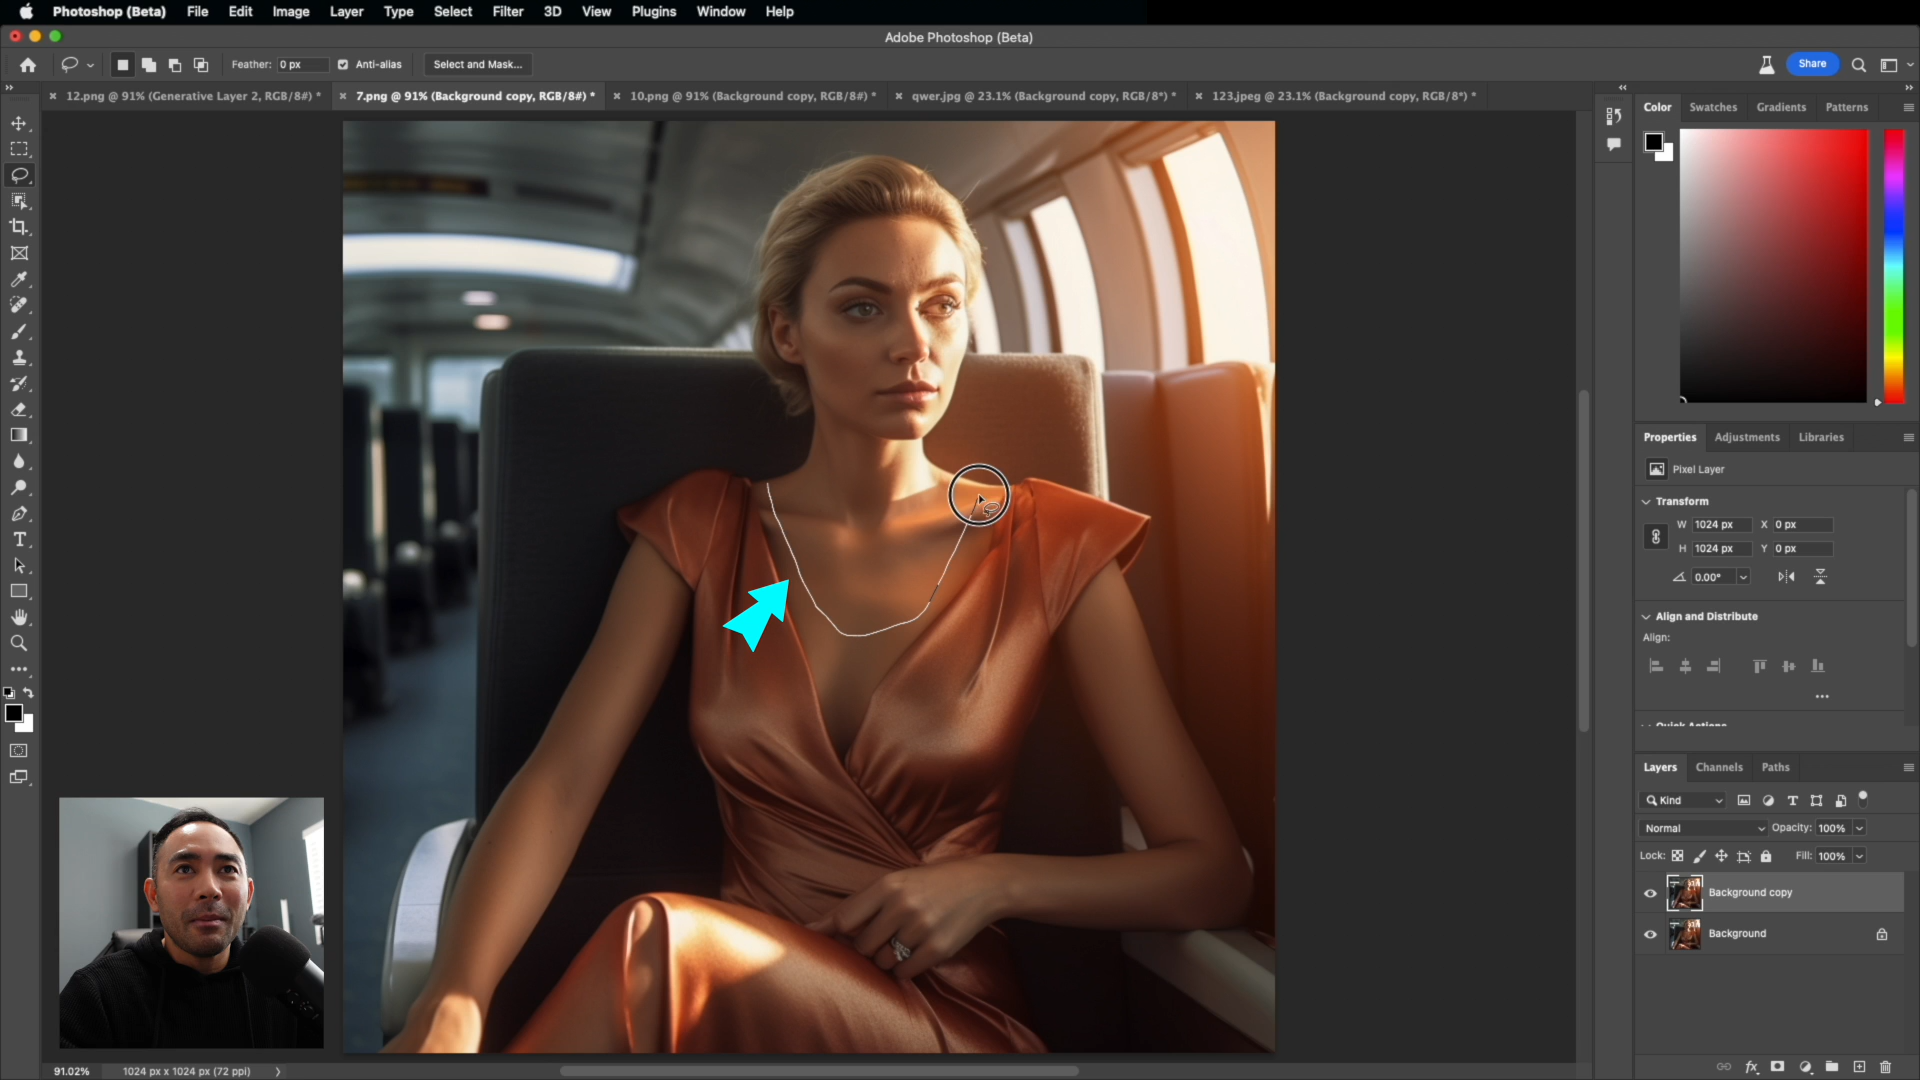 Photoshop (Beta) File Edit Image Layer Type Select Filter 3D View Plugins Window Help
Adobe Photoshop (Beta)
Feather: 0 px Anti-alias Select and Mask... Share
12.png @ 91% (Generative Layer 2, RGB/8#) * 7.png @ 91% (Background copy, RGB/8#) * 10.png @ 91% (Background copy, RGB/8#) * qwer.jpg @ 23.1% (Background copy, RGB/8*) * 123.jpeg @ 23.1% (Background copy, RGB/8*) *
Color Swatches Gradients Patterns
Properties Adjustments Libraries
Pixel Layer
Transform
W 1024 px X 0 px
H 1024 px Y 0 px
0.00°
Align and Distribute
Align:
Quick Actions
Layers Channels Paths
Kind
Normal Opacity: 100%
Lock: Fill: 100%
Background copy
Background
91.02% 1024 px x 1024 px (72 ppi)